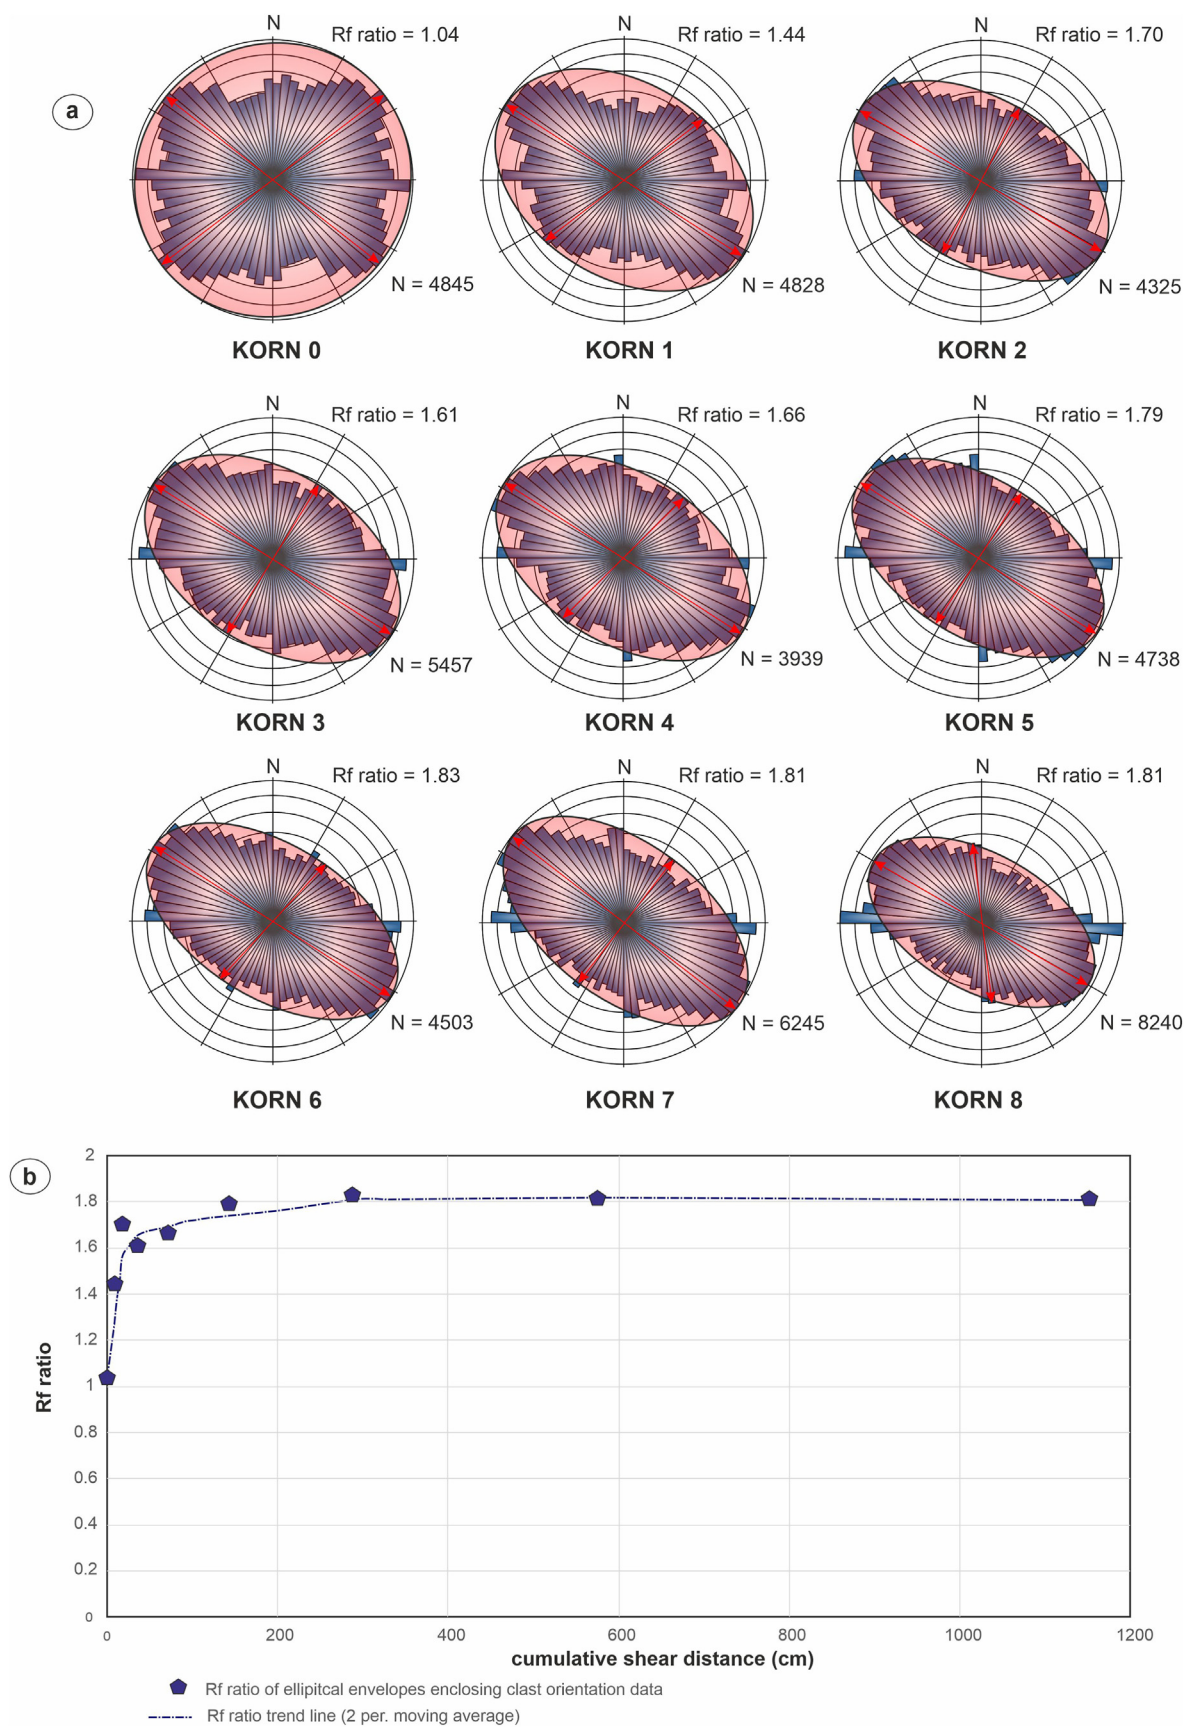 a
N
Rf ratio = 1.04
N = 4845
KORN 0
N
Rf ratio = 1.44
N = 4828
KORN 1
N
Rf ratio = 1.70
N = 4325
KORN 2
N
Rf ratio = 1.61
N = 5457
KORN 3
N
Rf ratio = 1.66
N = 3939
KORN 4
N
Rf ratio = 1.79
N = 4738
KORN 5
N
Rf ratio = 1.83
N = 4503
KORN 6
N
Rf ratio = 1.81
N = 6245
KORN 7
N
Rf ratio = 1.81
N = 8240
KORN 8
b
2
1.8
1.6
1.4
1.2
1
0.8
0.6
0.4
0.2
0
Rf ratio
0 200 400 600 800 1000 1200
cumulative shear distance (cm)
Rf ratio of ellipitcal envelopes enclosing clast orientation data
Rf ratio trend line (2 per. moving average)